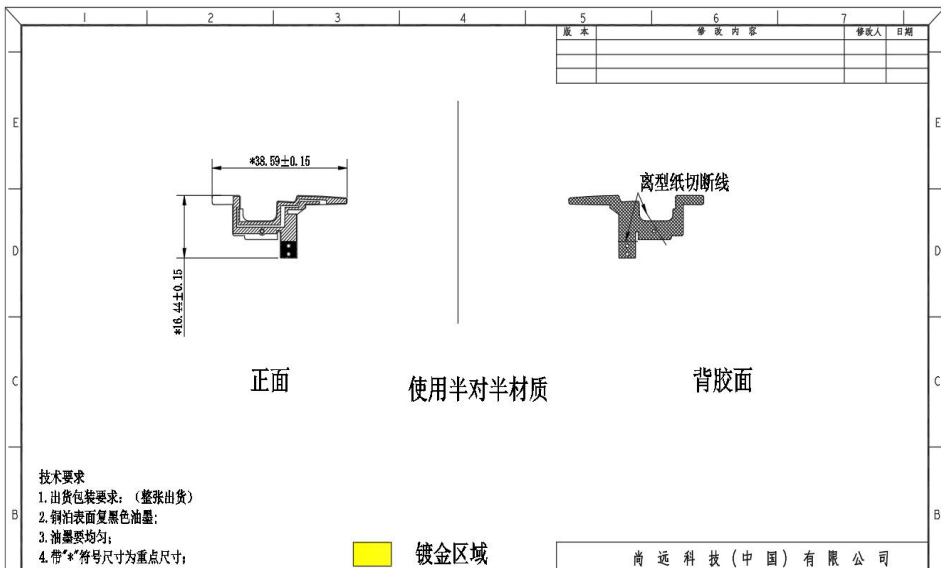 1 2 3 4 5 6 7
版 本 修 改 内 容 修改人 日期
E E
*38.59±0.15
离型纸切断线
D D
*16.44±0.15
正面
使用半对半材质
背胶面
C C
技术要求
1.出货包装要求：（整张出货）
2.铜泊表面复黑色油墨;
3.油墨要均匀;
4.带"*"符号尺寸为重点尺寸;
B B
镀金区域
尚 远 科 技 (中 国) 有 限 公 司